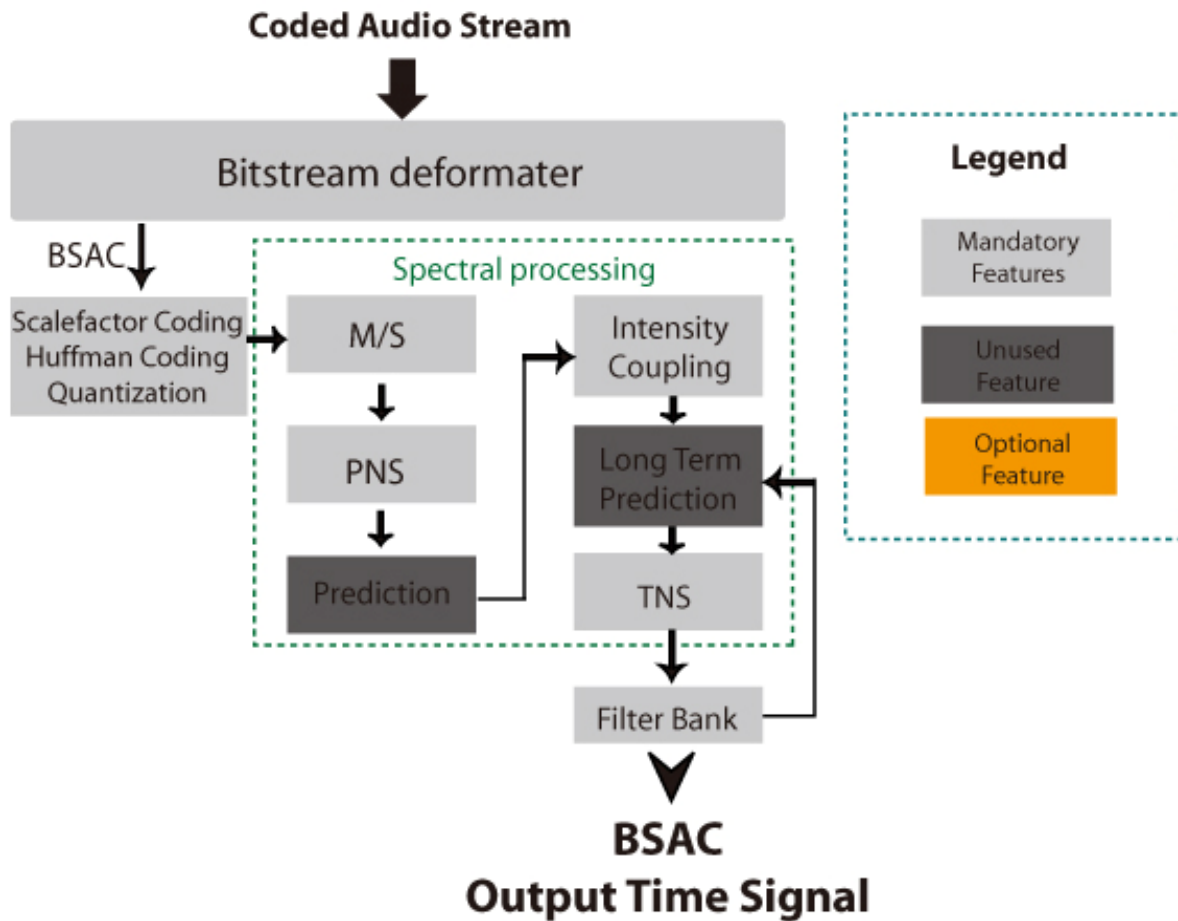 Coded Audio Stream
Bitstream deformater
BSAC
Scalefactor Coding
Huffman Coding
Quantization
Spectral processing
M/S
PNS
Prediction
Intensity
Coupling
Long Term
Prediction
TNS
Filter Bank
BSAC
Output Time Signal
Legend
Mandatory
Features
Unused
Feature
Optional
Feature